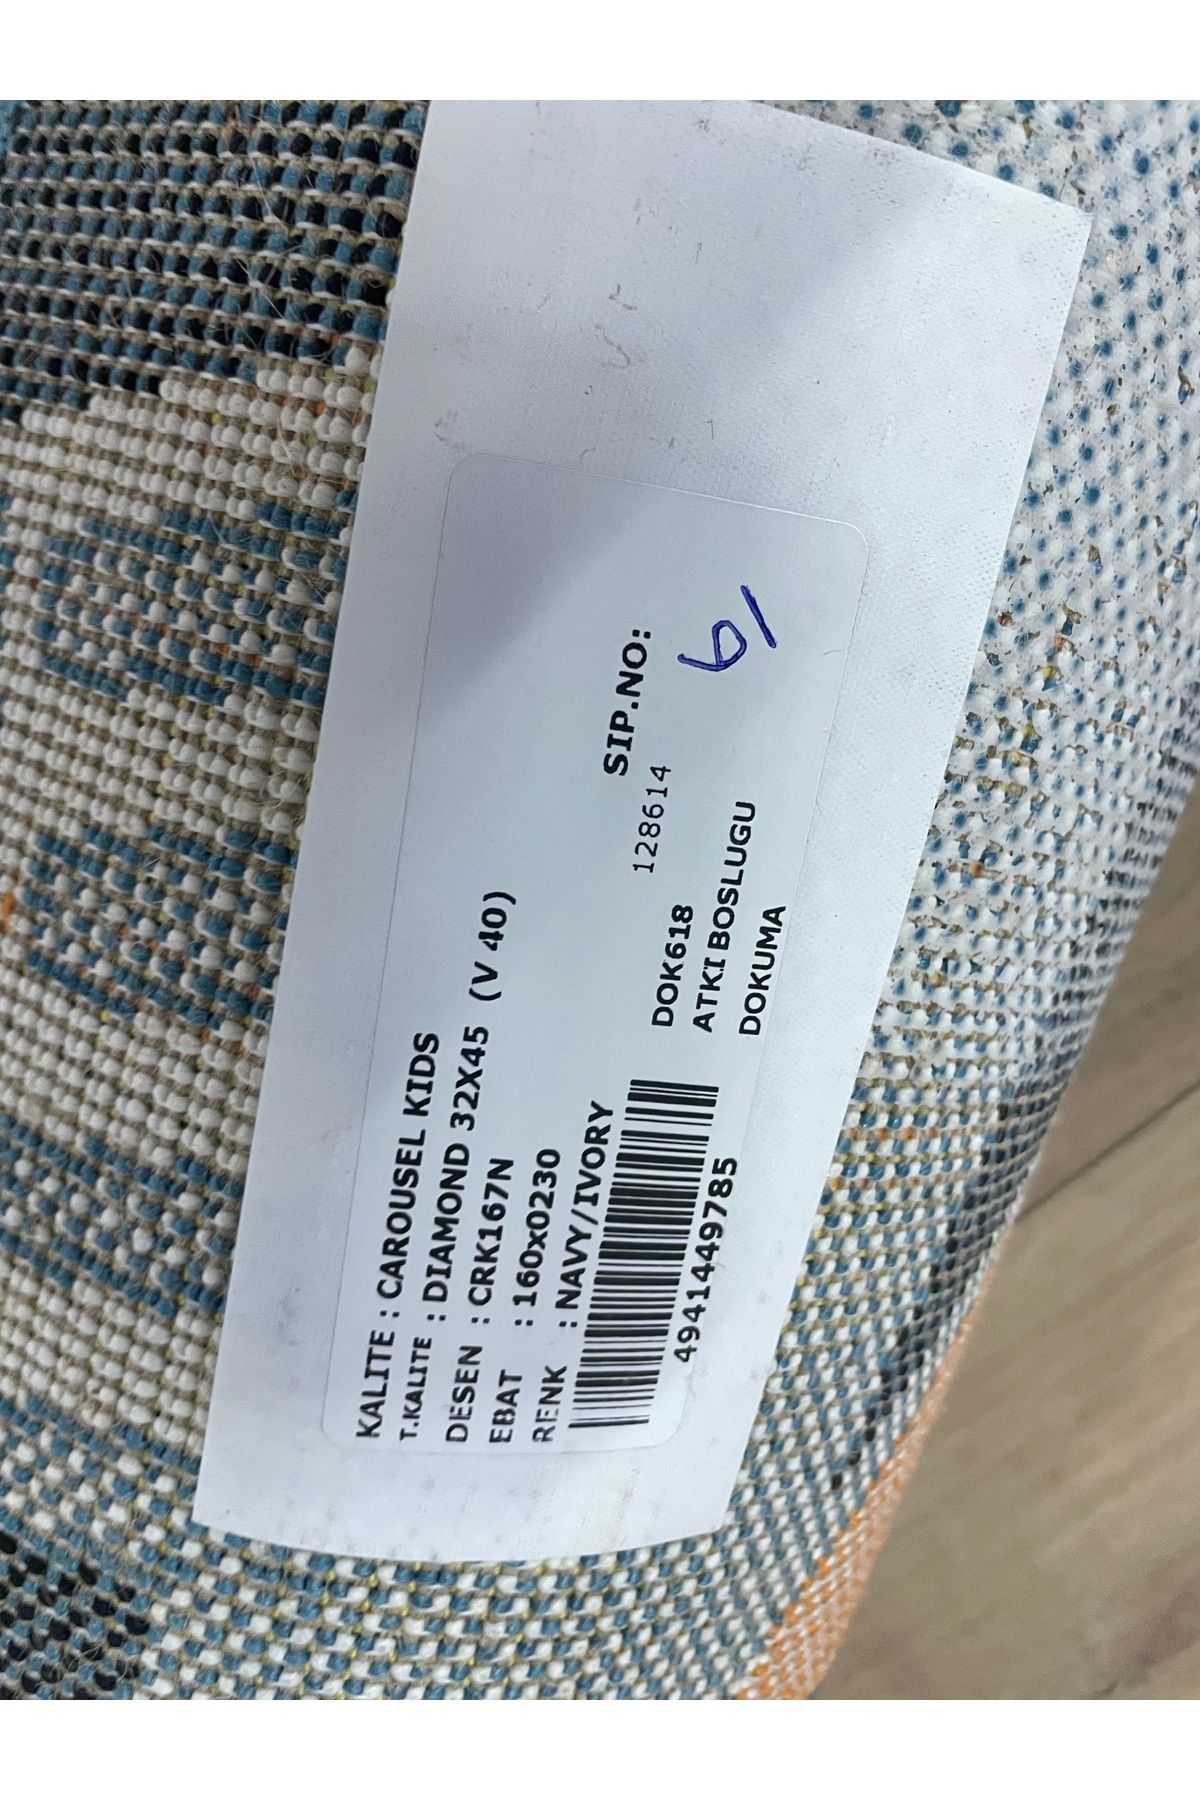 KALITE : CAROUSEL KIDS
T.KALITE : DIAMOND 32X45 (V 40)
DESEN : CRK167N
EBAT : 160x0230
RENK : NAVY/IVORY
SIP.NO:
128614
4941449785
DOK618
ATKI BOSLUGU
DOKUMA